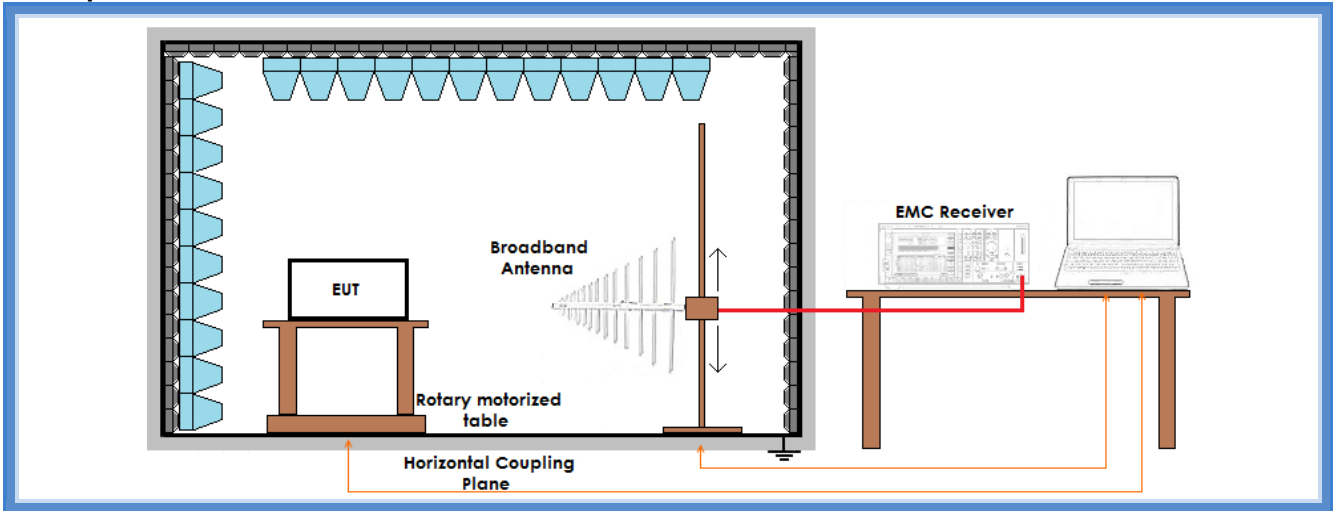 EMC Receiver
Broadband
Antenna
EUT
Rotary motorized
table
Horizontal Coupling
Plane